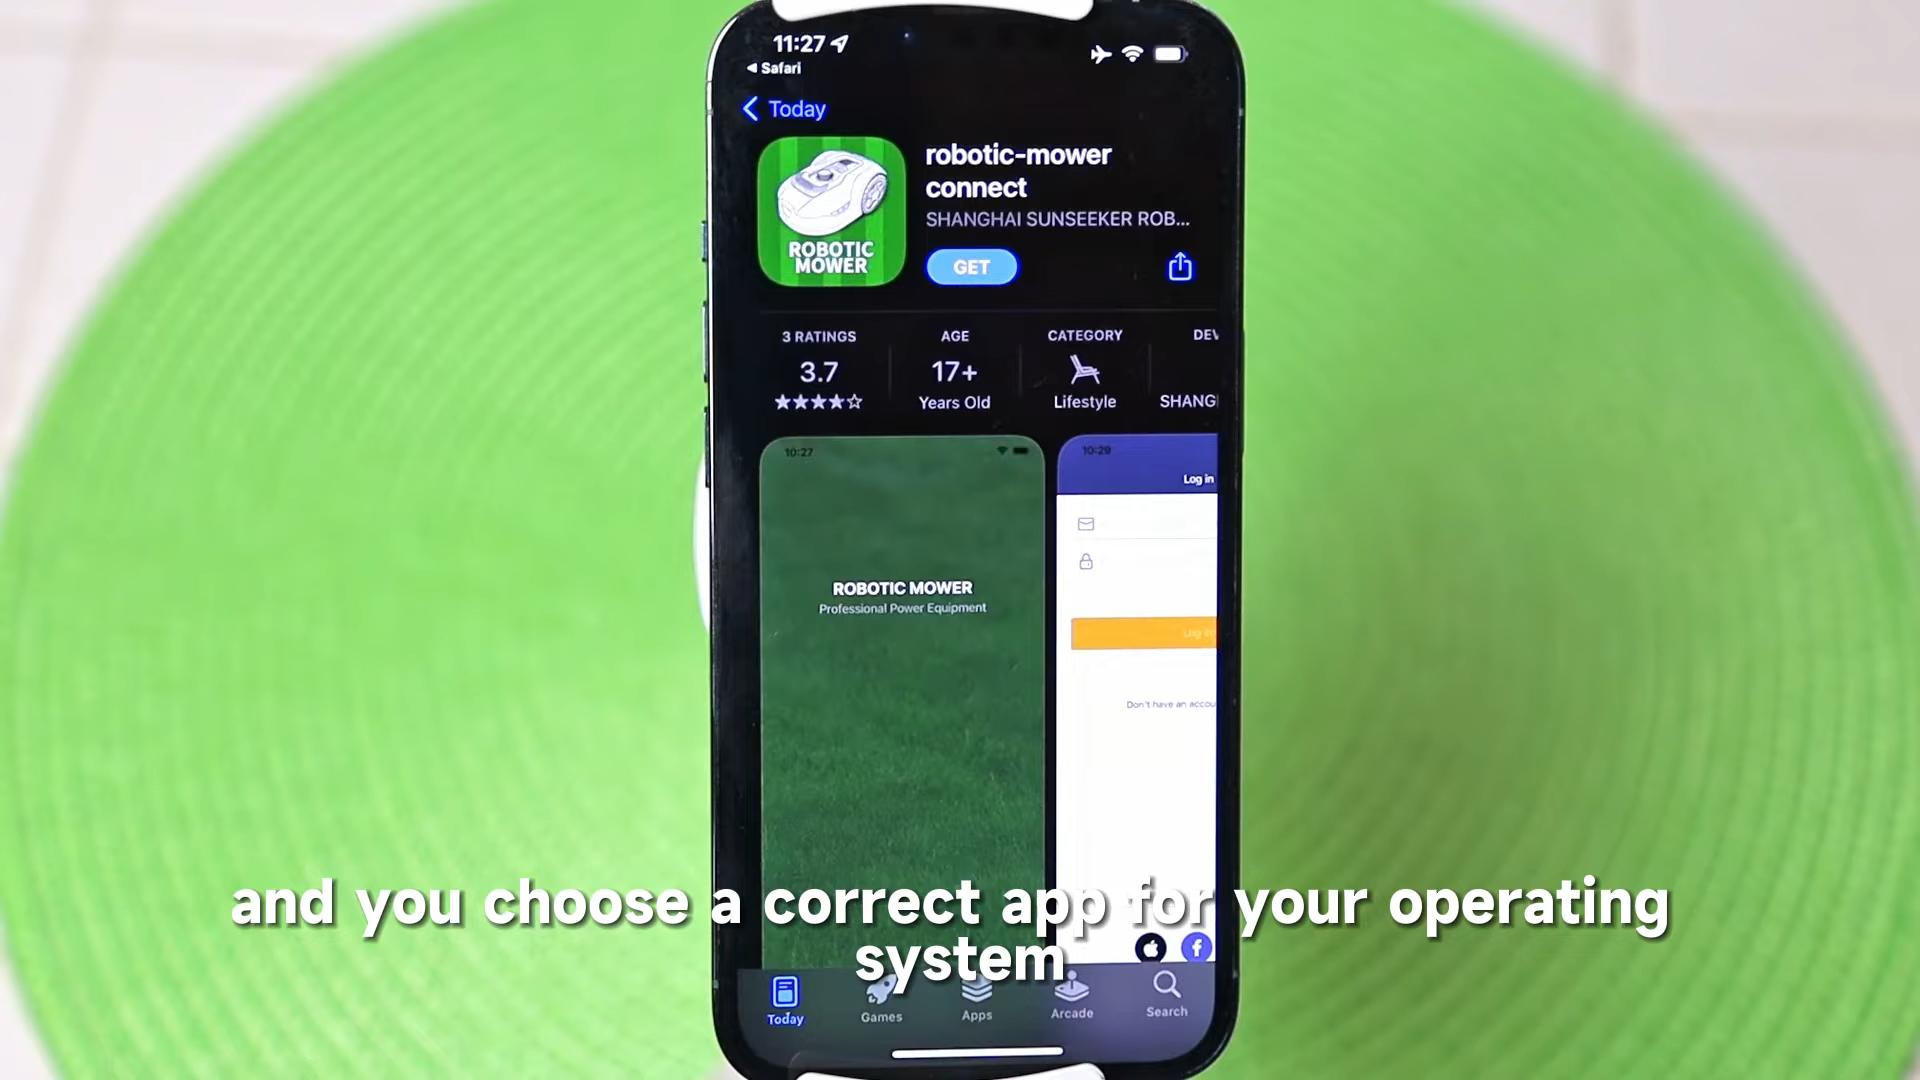 11:27
Safari
Today
robotic-mower
connect
SHANGHAI SUNSEEKER ROB...
GET
ROBOTIC
MOWER
3 RATINGS
AGE
CATEGORY
DEV
3.7
17+
Years Old
Lifestyle
SHANG
10:27
10:29
Log in
ROBOTIC MOWER
Professional Power Equipment
Log in
Don't have an accou
and you choose a correct app for your operating
system
Today
Games
Apps
Arcade
Search